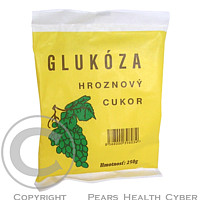 GLUKÓZA
HROZNOVÝ
CUKOR
Hmotnosť: 250g
COPYRIGHT PEARS HEALTH CYBER